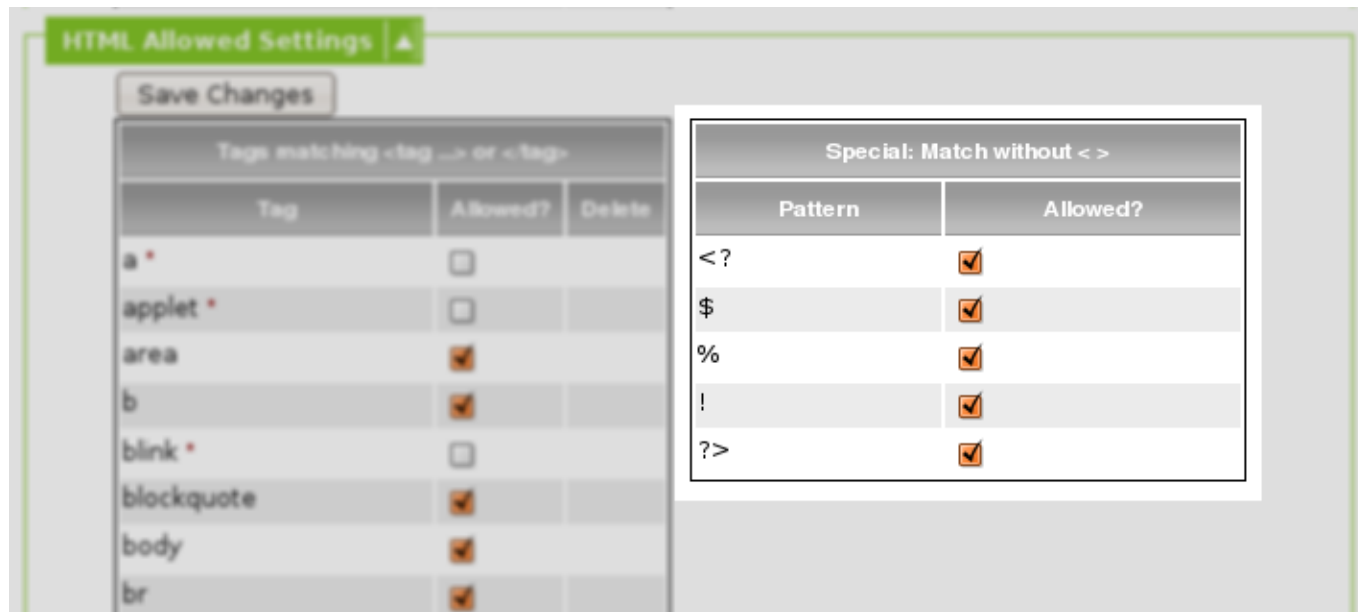 HTML Allowed Settings
Save Changes
Tags matching <tag ...> or </tag>
Tag Allowed? Delete
a *
applet *
area
b
blink *
blockquote
body
br
Special: Match without < >
Pattern Allowed?
<?
$
%
!
?>